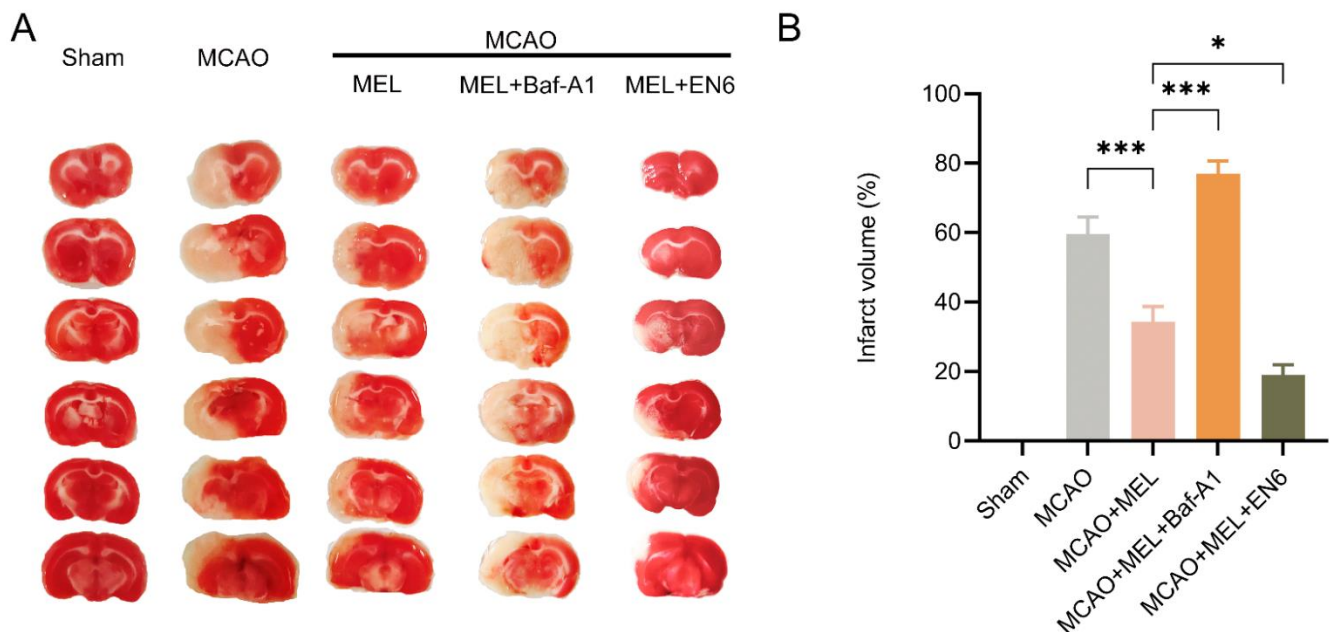 A
Sham
MCAO
MCAO
MEL
MEL+Baf-A1
MEL+EN6
B
*
***
***
Infarct volume (%)
100
80
60
40
20
0
Sham
MCAO
MCAO+MEL
MCAO+MEL+Baf-A1
MCAO+MEL+EN6